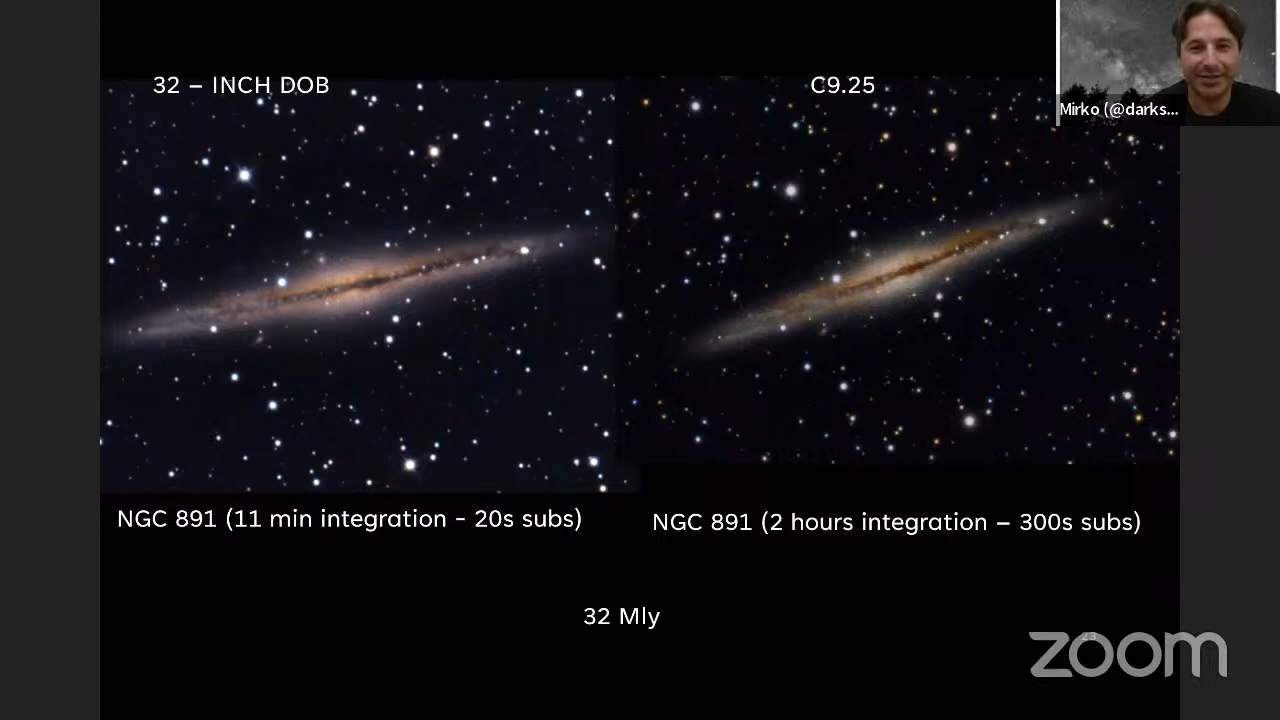 32 – INCH DOB
C9.25
Mirko (@darks...
NGC 891 (11 min integration - 20s subs)
NGC 891 (2 hours integration – 300s subs)
32 Mly
23
zoom